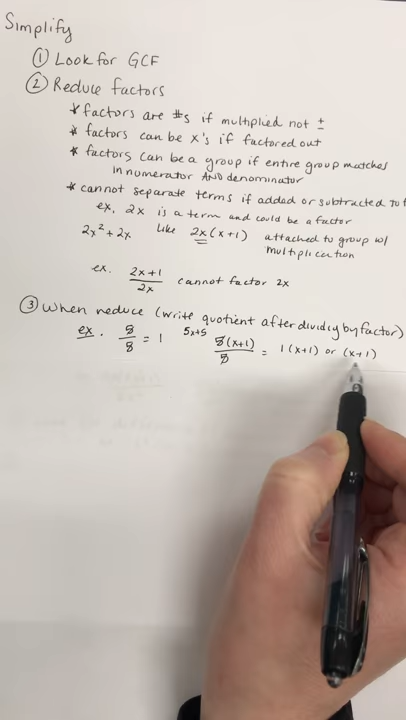 Simplify
① Look for GCF
② Reduce factors
* factors are #s if multiplied not ±
* factors can be x's if factored out
* factors can be a group if entire group matches
in numerator AND denominator
* cannot separate terms if added or subtracted to
ex, 2x is a term and could be a factor
2x² + 2x like 2x(x+1) attached to group w/
multiplication
ex. 2x+1 / 2x cannot factor 2x
③ When reduce (write quotient after dividing by factor)
ex. 5/5 = 1 5x+5 5(x+1) / 5 = 1(x+1) or (x+1)